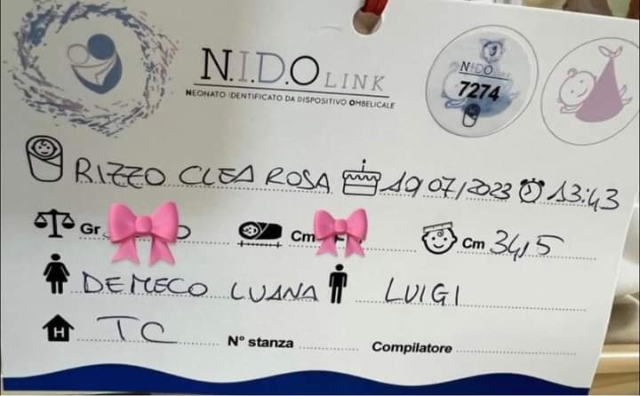 N.I.D.O LINK
NEONATO IDENTIFICATO DA DISPOSITIVO OMBELICALE
NIDO
7274
RIZZO CLEA ROSA 19 07/2023 13:43
Gr. Cm Cm 34,5
DEMECO LUANA LUIGI
H TC N° stanza Compilatore